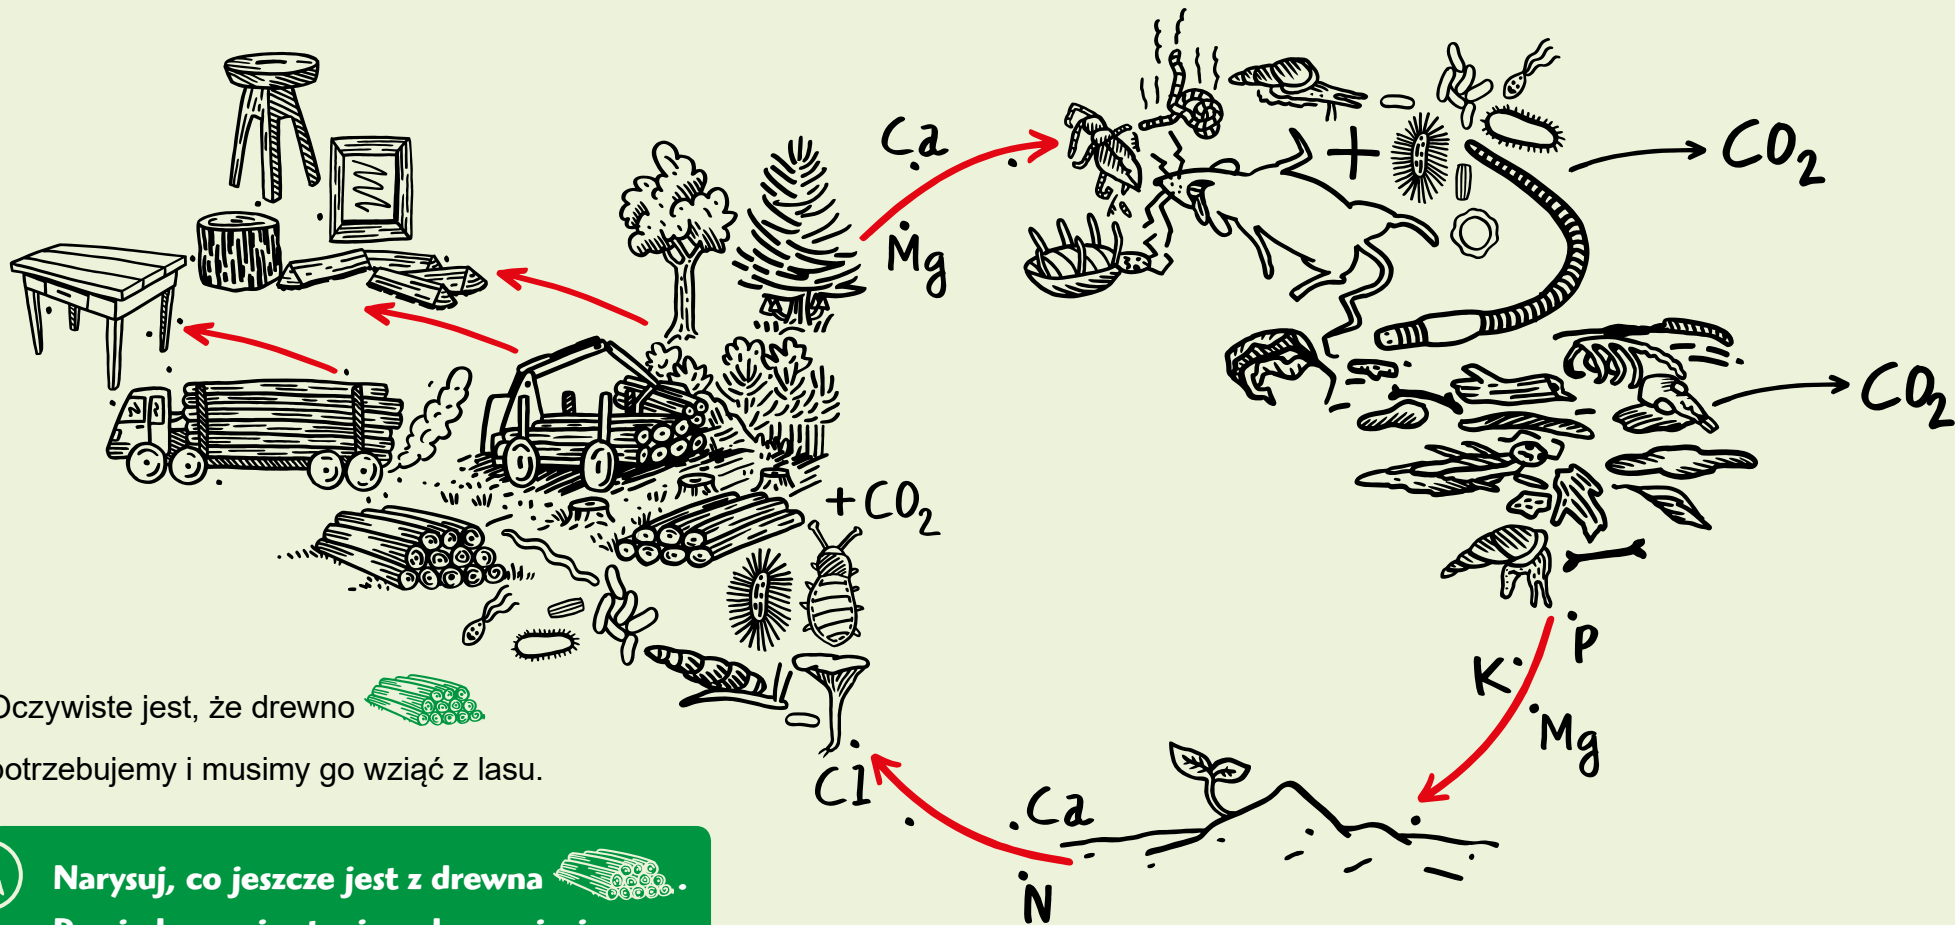 Ca
Mg
CO₂
CO₂
+CO₂
P
K
Mg
Cl
Ca
N
Oczywiste jest, że drewno
potrzebujemy i musimy go wziąć z lasu.
Narysuj, co jeszcze jest z drewna .